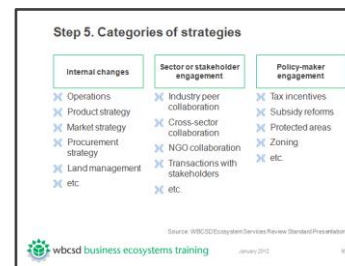 Step 5. Categories of strategies
Internal changes
Operations
Product strategy
Market strategy
Procurement
strategy
Land management
etc.
Sector or stakeholder
engagement
Industry peer
collaboration
Cross-sector
collaboration
NGO collaboration
Transactions with
stakeholders
etc.
Policy-maker
engagement
Tax incentives
Subsidy reforms
Protected areas
Zoning
etc.
Source: WBCSD Ecosystem Services Review Standard Presentation
wbcsd business ecosystems training
January 2012